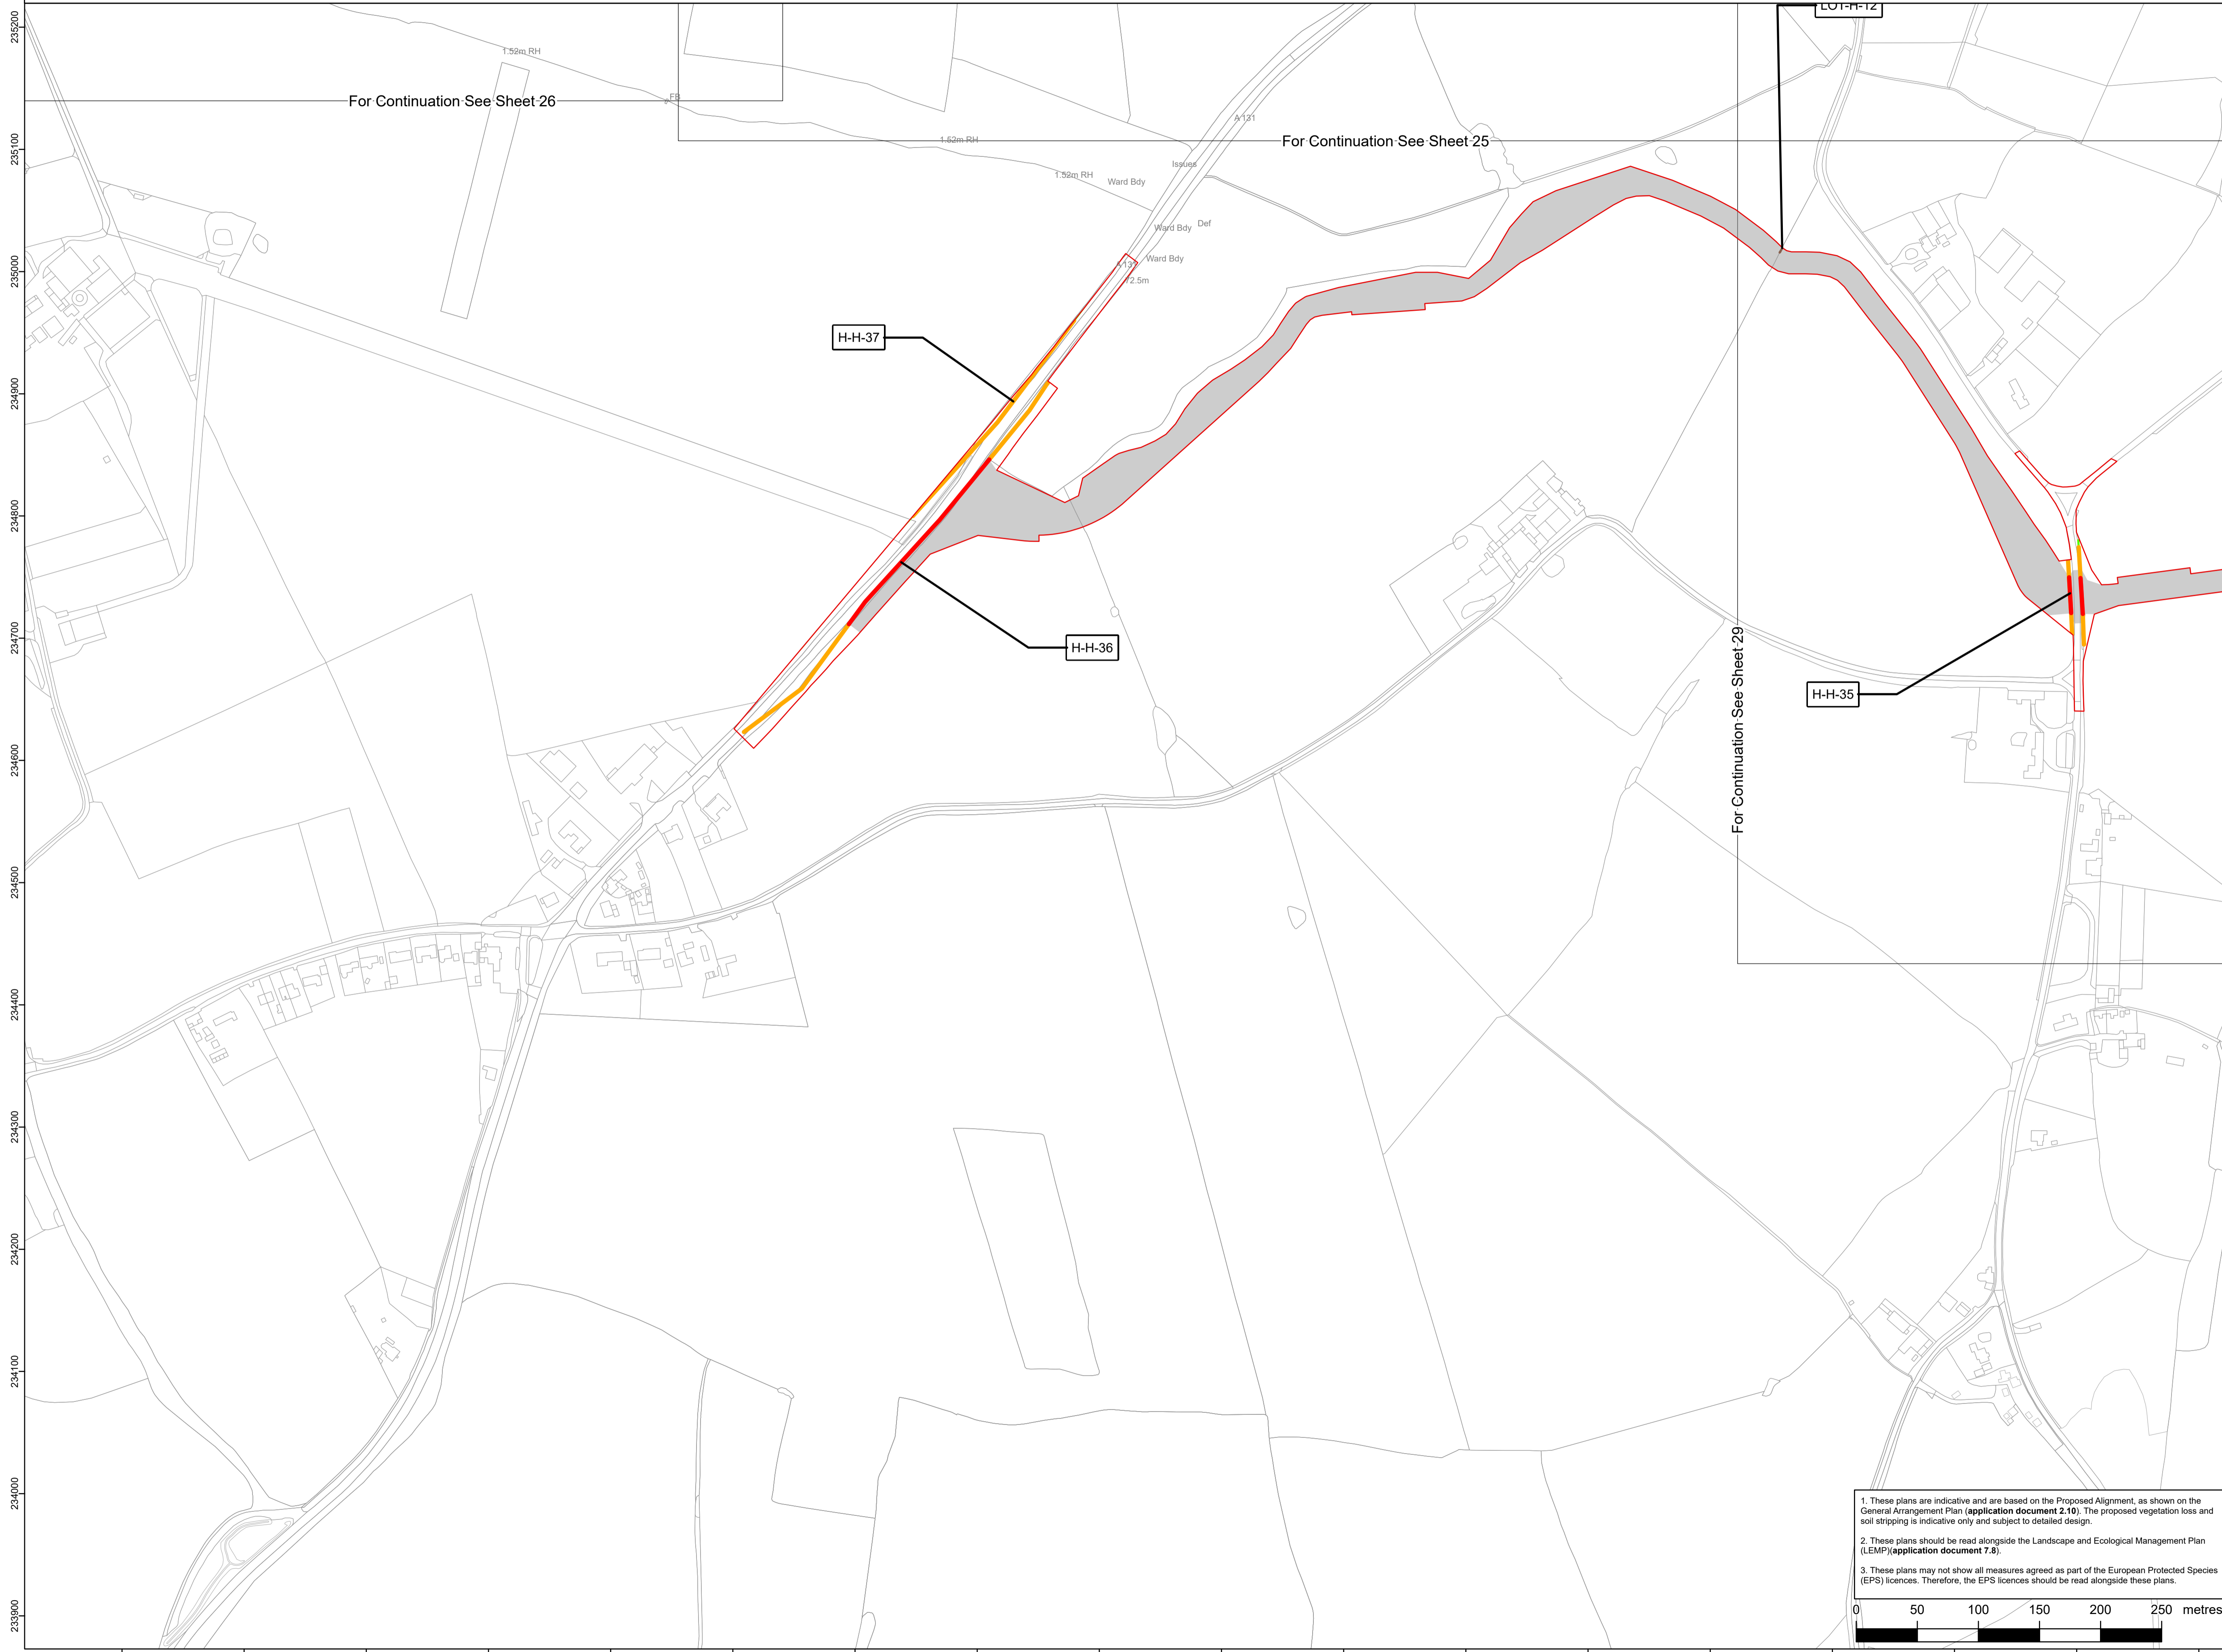 LOT-H-12
235200
1.52m RH
For Continuation See Sheet 26
FB
A 131
235100
1.52m RH
For Continuation See Sheet 25
Issues
1.52m RH
Ward Bdy
Ward Bdy
Def
Ward Bdy
235000
72.5m
H-H-37
234900
234800
H-H-36
234700
H-H-35
For Continuation See Sheet 29
234600
234500
234400
234300
234200
234100
234000
233900
1. These plans are indicative and are based on the Proposed Alignment, as shown on the
General Arrangement Plan (application document 2.10). The proposed vegetation loss and
soil stripping is indicative only and subject to detailed design.
2. These plans should be read alongside the Landscape and Ecological Management Plan
(LEMP)(application document 7.8).
3. These plans may not show all measures agreed as part of the European Protected Species
(EPS) licences. Therefore, the EPS licences should be read alongside these plans.
0 50 100 150 200 250 metres